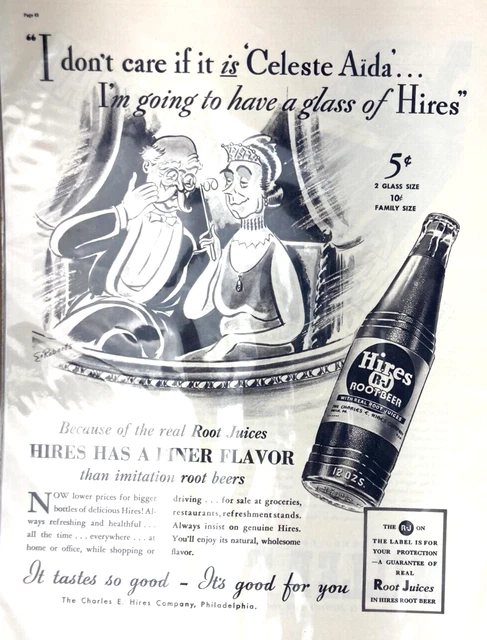 Page 45
"I don't care if it is 'Celeste Aïda'...
I'm going to have a glass of Hires"
5¢
2 GLASS SIZE
10¢
FAMILY SIZE
Hires
R-J
ROOT BEER
WITH REAL ROOT JUICES
THE CHARLES E. HIRES
12 OZS.
Because of the real Root Juices
HIRES HAS A FINER FLAVOR
than imitation root beers
NOW lower prices for bigger
bottles of delicious Hires! Al-
ways refreshing and healthful...
all the time... everywhere... at
home or office, while shopping or
driving... for sale at groceries,
restaurants, refreshment stands.
Always insist on genuine Hires.
You'll enjoy its natural, wholesome
flavor.
It tastes so good – It's good for you
The Charles E. Hires Company, Philadelphia.
THE R-J ON
THE LABEL IS FOR
YOUR PROTECTION
—A GUARANTEE OF
REAL
Root Juices
IN HIRES ROOT BEER